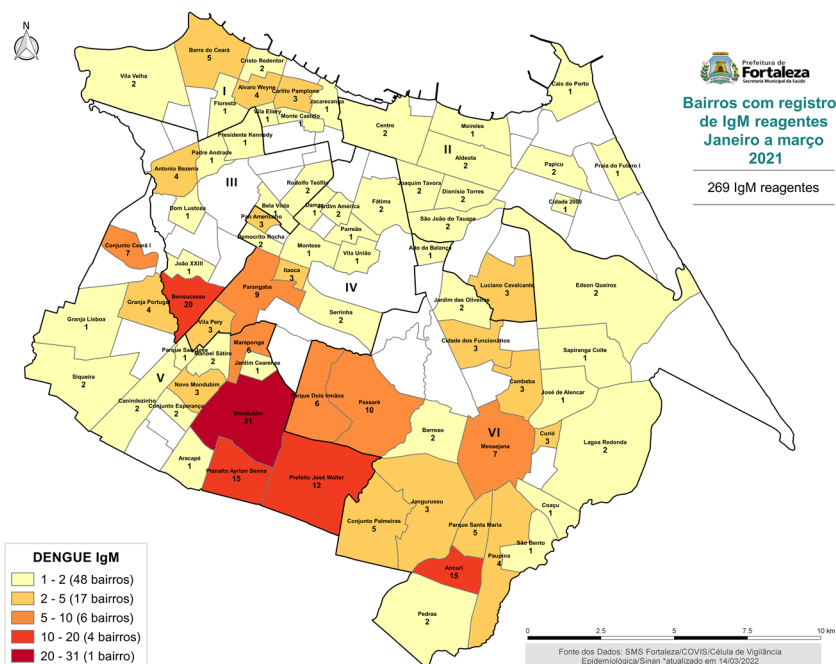 N
Prefeitura de
Fortaleza
Secretaria Municipal da Saúde
Bairros com registro
de IgM reagentes
Janeiro a março
2021
269 IgM reagentes
Barra do Ceará
5
Cristo Redentor
2
Vila Velha
2
I
Floresta
1
Alvaro Weyne
4
Carlito Pamplona
3
Jacarecanga
1
Vila Ellery
1
Monte Castelo
1
Cais do Porto
1
Presidente Kennedy
1
Padre Andrade
1
Antonio Bezerra
4
Centro
2
Meireles
1
II
Aldeota
2
Papicu
2
Praia do Futuro I
1
Cidade 2000
1
III
Rodolfo Teófilo
2
Joaquim Tavora
2
Dionísio Torres
2
São João do Tauape
2
Dom Lustosa
1
Bela Vista
Damas
1
Jardim América
2
Fátima
2
Pan Americano
3
Democrito Rocha
2
Parreão
1
Montese
1
Vila União
1
Alto da Balança
1
Conjunto Ceará I
7
João XXIII
1
Itaoca
3
IV
Parangaba
9
Bonsucesso
20
Granja Portugal
4
Vila Pery
3
Serrinha
2
Jardim das Oliveiras
2
Luciano Cavalcante
3
Edson Queiroz
2
Granja Lisboa
1
Maraponga
6
Cidade dos Funcionários
3
Sapiranga Coite
1
Parque São José
1
Manoel Sátiro
2
Jardim Cearense
1
Siqueira
2
V
Novo Mondubim
3
Canindezinho
2
Conjunto Esperança
2
Mondubim
31
Parque Dois Irmãos
6
Passaré
10
Cambeba
3
José de Alencar
1
Barroso
2
VI
Messejana
7
Curió
3
Lagoa Redonda
2
Aracapé
1
Planalto Ayrton Senna
15
Prefeito José Walter
12
Jangurussu
3
Conjunto Palmeiras
5
Parque Santa Maria
5
Coaçu
1
São Bento
1
Paupina
4
Ancuri
15
Pedras
2
DENGUE IgM
1 - 2 (48 bairros)
2 - 5 (17 bairros)
5 - 10 (6 bairros)
10 - 20 (4 bairros)
20 - 31 (1 bairro)
0 2.5 5 7.5 10 km
Fonte dos Dados: SMS Fortaleza/COVIS/Célula de Vigilância
Epidemiológica/Sinan *atualizado em 14/03/2022